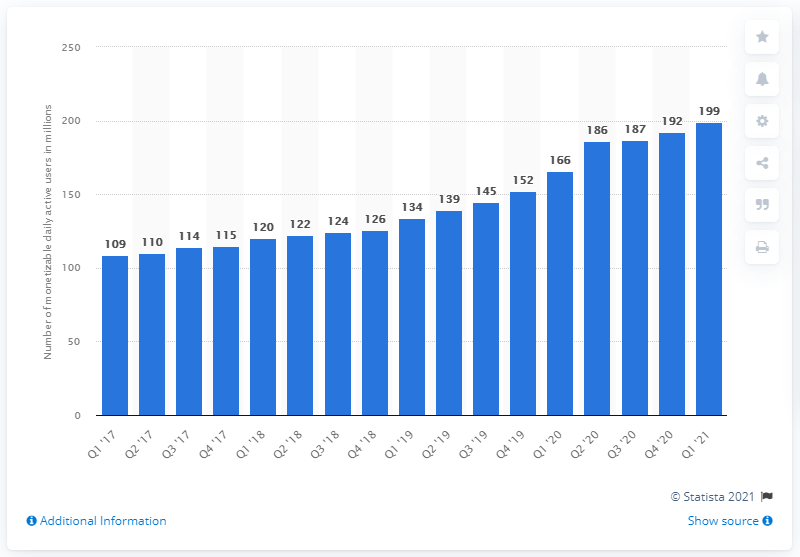 Number of monetizable daily active users in millions
250
200
150
100
50
0
109
110
114
115
120
122
124
126
134
139
145
152
166
186
187
192
199
Q1 '17
Q2 '17
Q3 '17
Q4 '17
Q1 '18
Q2 '18
Q3 '18
Q4 '18
Q1 '19
Q2 '19
Q3 '19
Q4 '19
Q1 '20
Q2 '20
Q3 '20
Q4 '20
Q1 '21
© Statista 2021
Additional Information
Show source